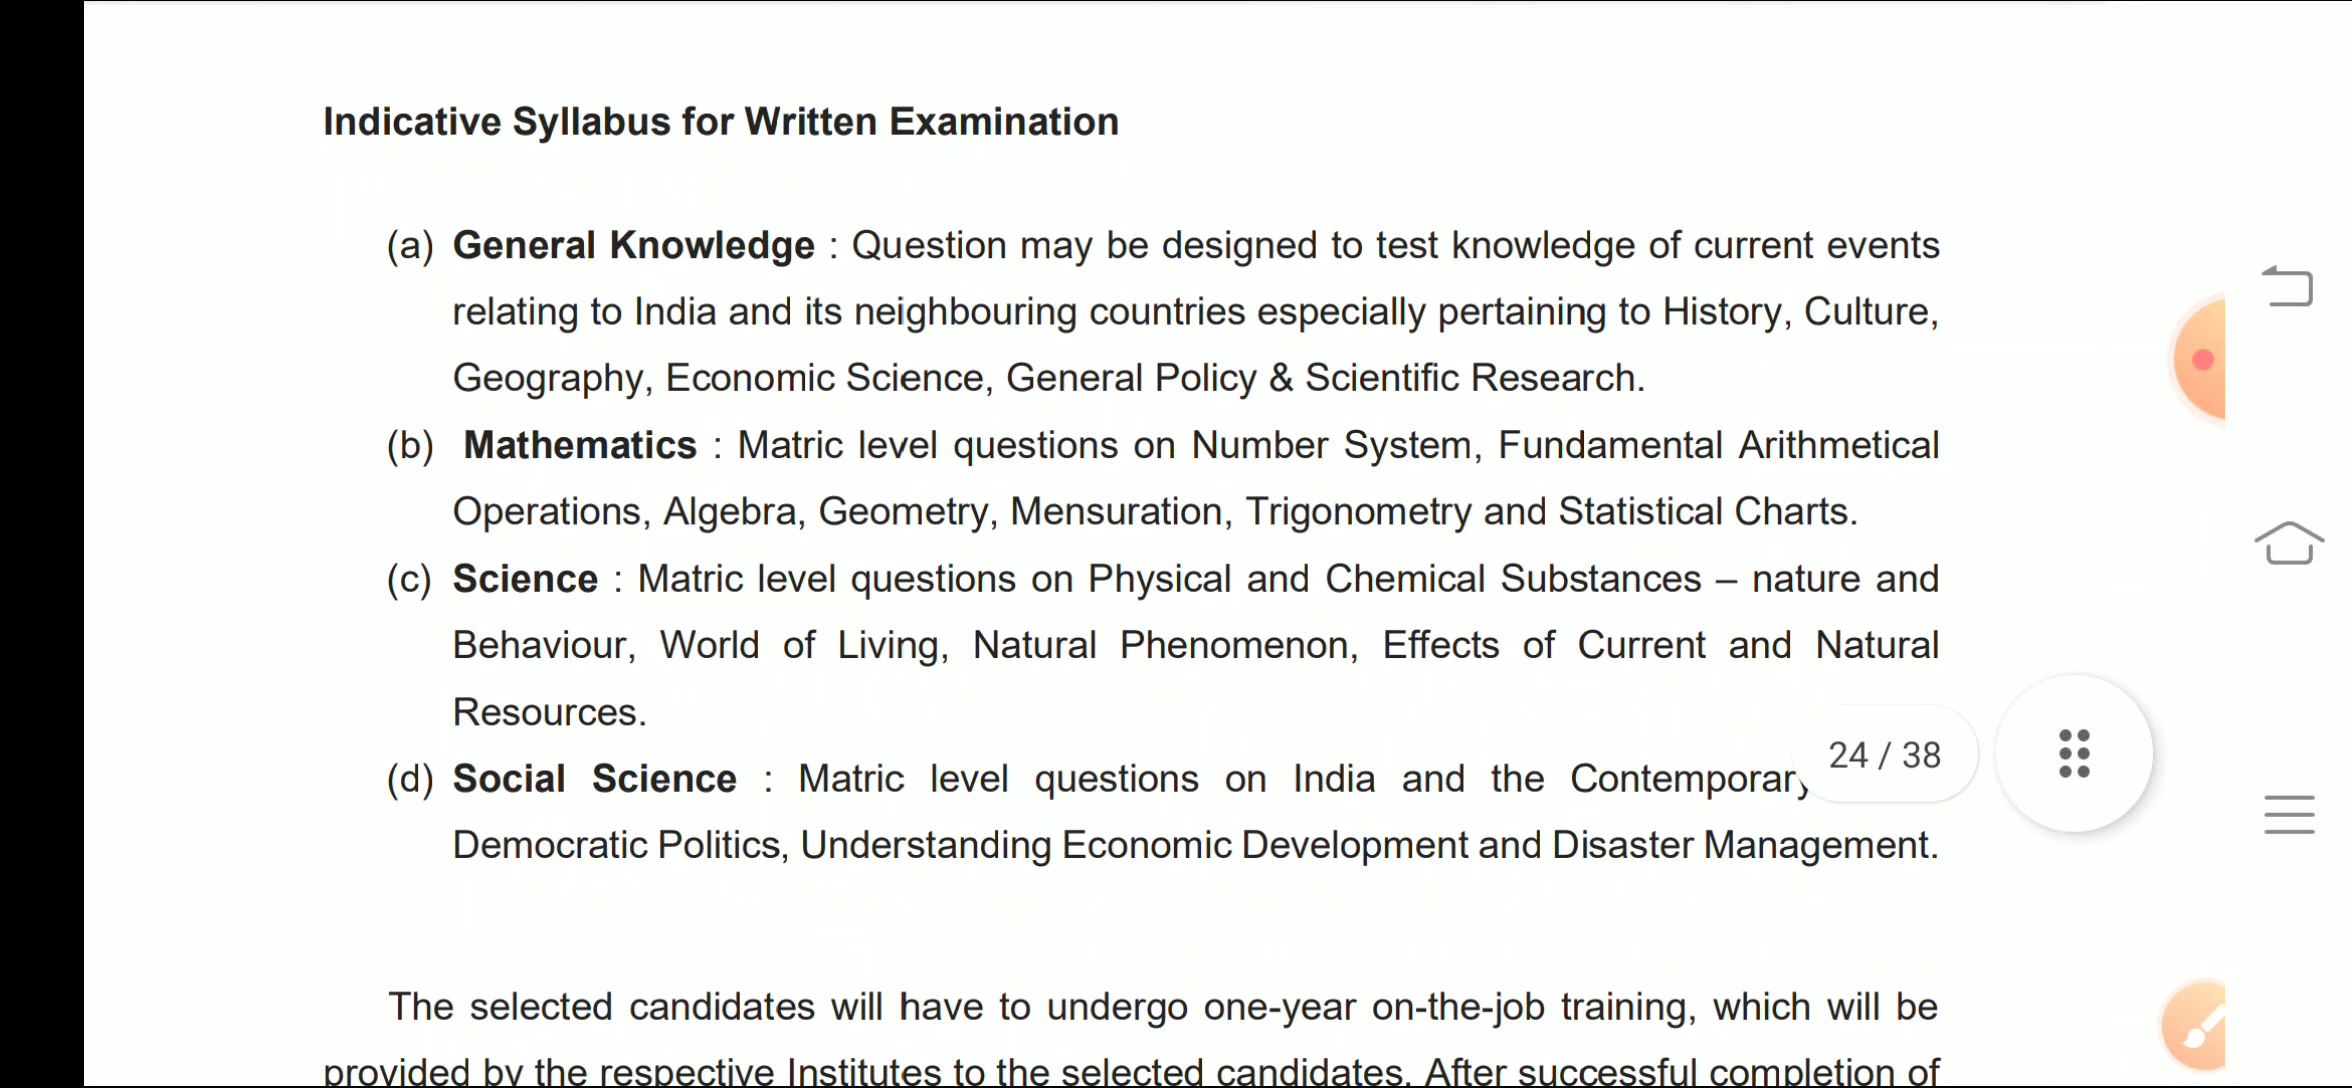 Indicative Syllabus for Written Examination
(a) General Knowledge : Question may be designed to test knowledge of current events
relating to India and its neighbouring countries especially pertaining to History, Culture,
Geography, Economic Science, General Policy & Scientific Research.
(b) Mathematics : Matric level questions on Number System, Fundamental Arithmetical
Operations, Algebra, Geometry, Mensuration, Trigonometry and Statistical Charts.
(c) Science : Matric level questions on Physical and Chemical Substances – nature and
Behaviour, World of Living, Natural Phenomenon, Effects of Current and Natural
Resources.
(d) Social Science : Matric level questions on India and the Contemporary
24 / 38
Democratic Politics, Understanding Economic Development and Disaster Management.
The selected candidates will have to undergo one-year on-the-job training, which will be
provided by the respective Institutes to the selected candidates. After successful completion of